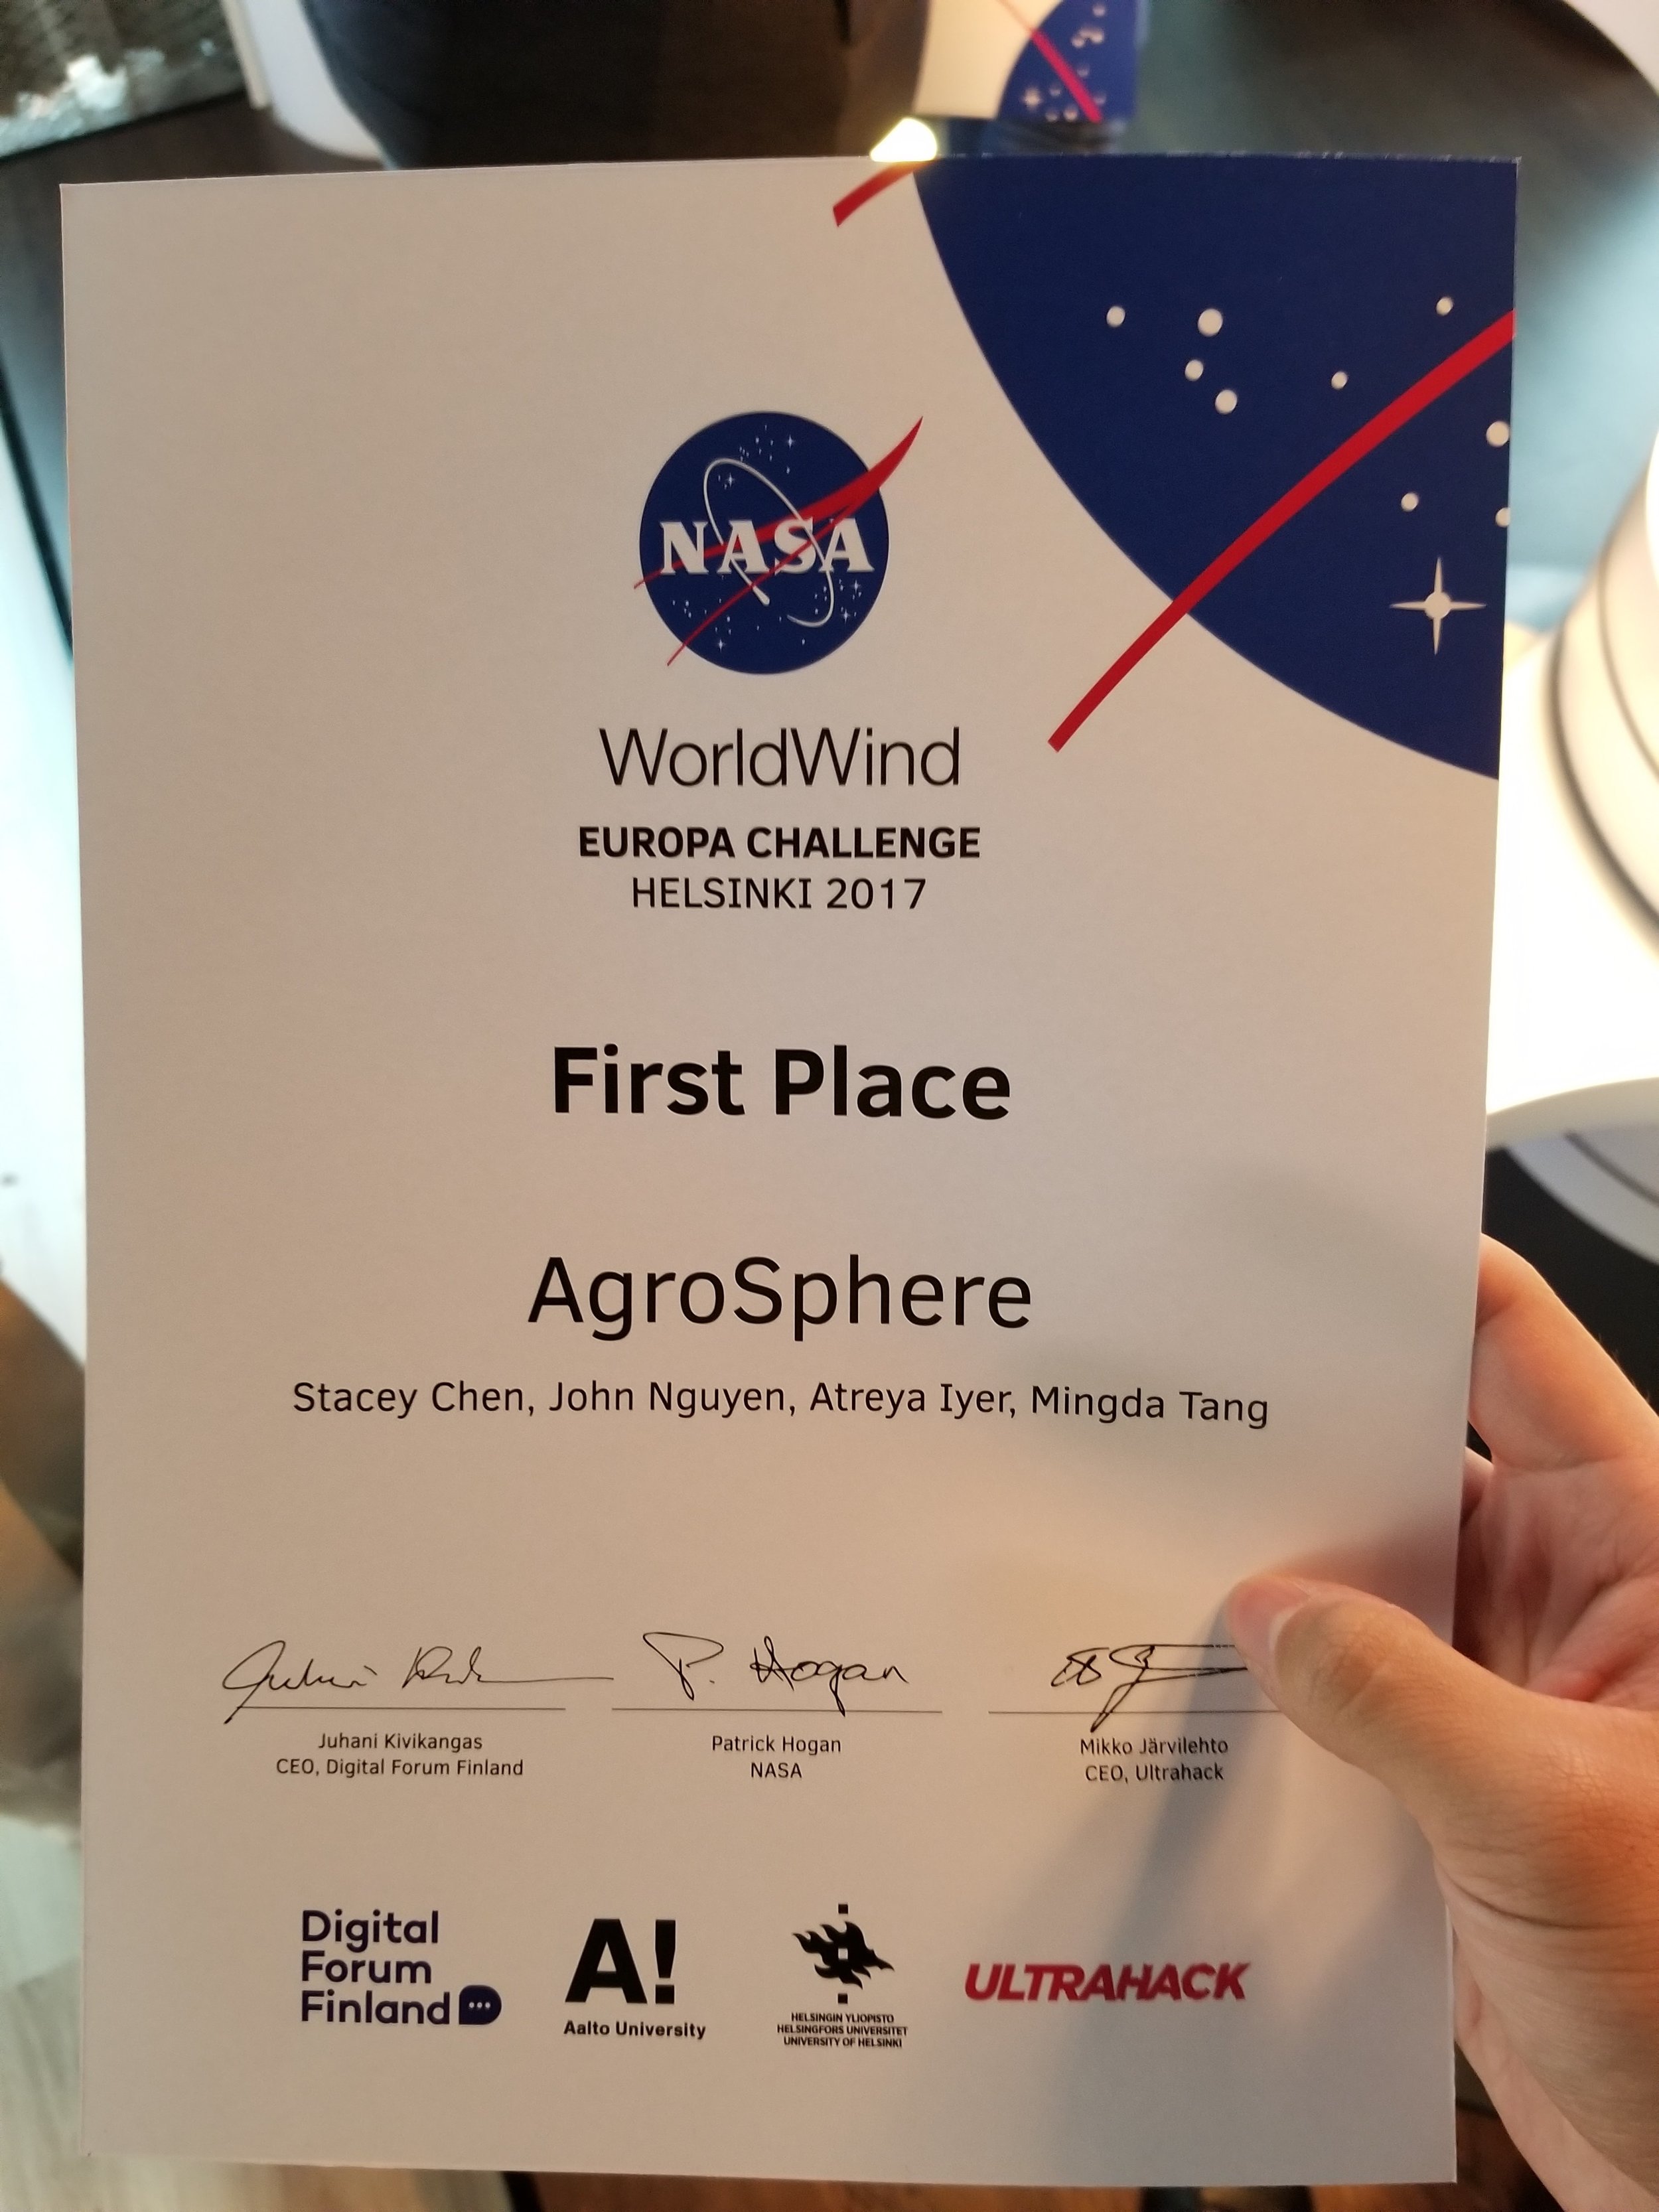 NASA
WorldWind
EUROPA CHALLENGE
HELSINKI 2017
First Place
AgroSphere
Stacey Chen, John Nguyen, Atreya Iyer, Mingda Tang
P. Hogan
Juhani Kivikangas
CEO, Digital Forum Finland
Patrick Hogan
NASA
Mikko Järvilehto
CEO, Ultrahack
Digital
Forum
Finland
A!
Aalto University
HELSINGIN YLIOPISTO
HELSINGFORS UNIVERSITET
UNIVERSITY OF HELSINKI
ULTRAHACK